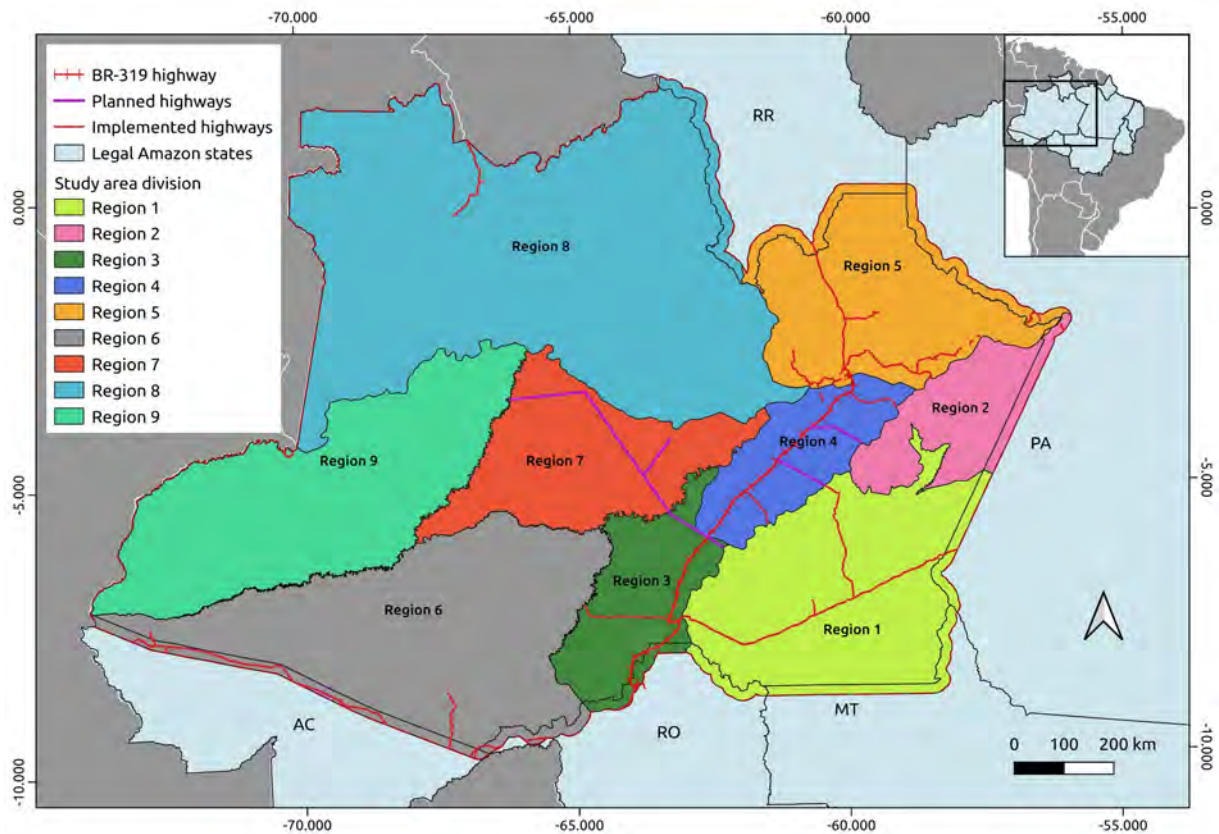 -70.000
-65.000
-60.000
-55.000
BR-319 highway
Planned highways
Implemented highways
Legal Amazon states
Study area division
Region 1
Region 2
Region 3
Region 4
Region 5
Region 6
Region 7
Region 8
Region 9
RR
0.000
0.000
Region 8
Region 5
Region 2
Region 4
PA
Region 9
Region 7
-5.000
-5.000
Region 3
Region 6
Region 1
AC
RO
MT
0 100 200 km
-10.000
-10.000
-70.000
-65.000
-60.000
-55.000